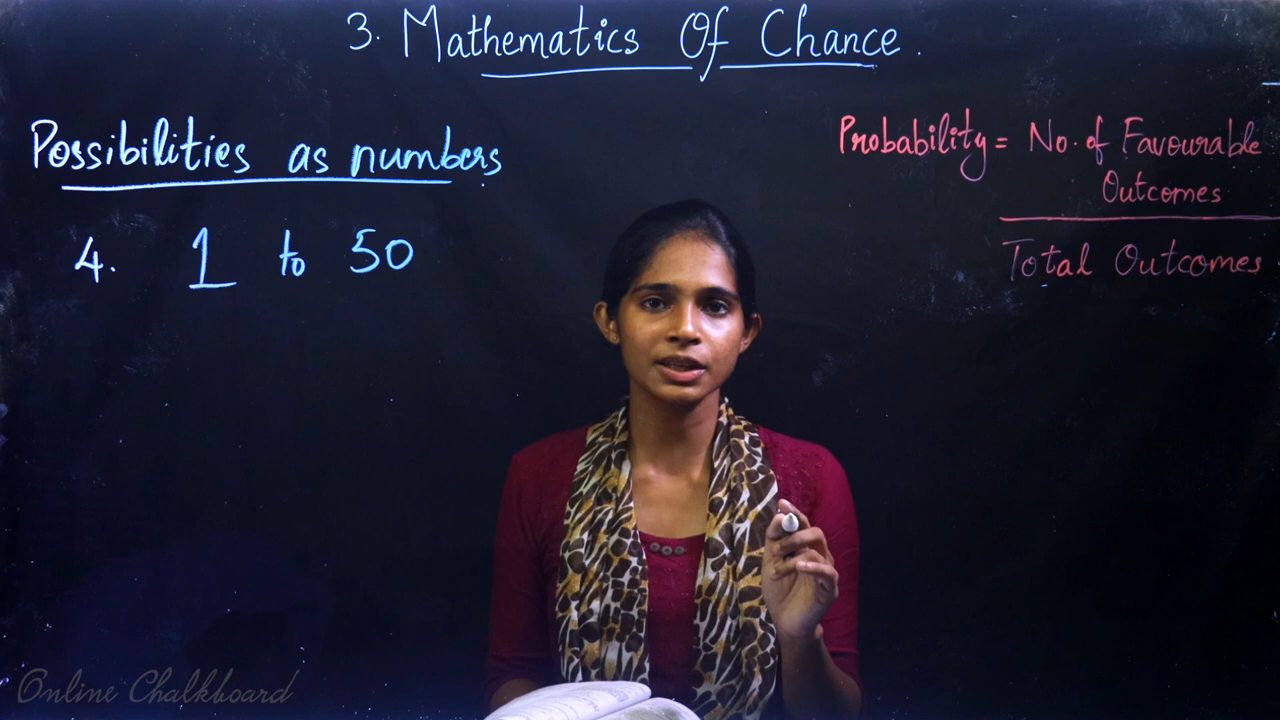 3. Mathematics Of Chance.
Possibilities as numbers
4. 1 to 50
Probability = No. of Favourable
Outcomes
Total Outcomes
Online Chalkboard